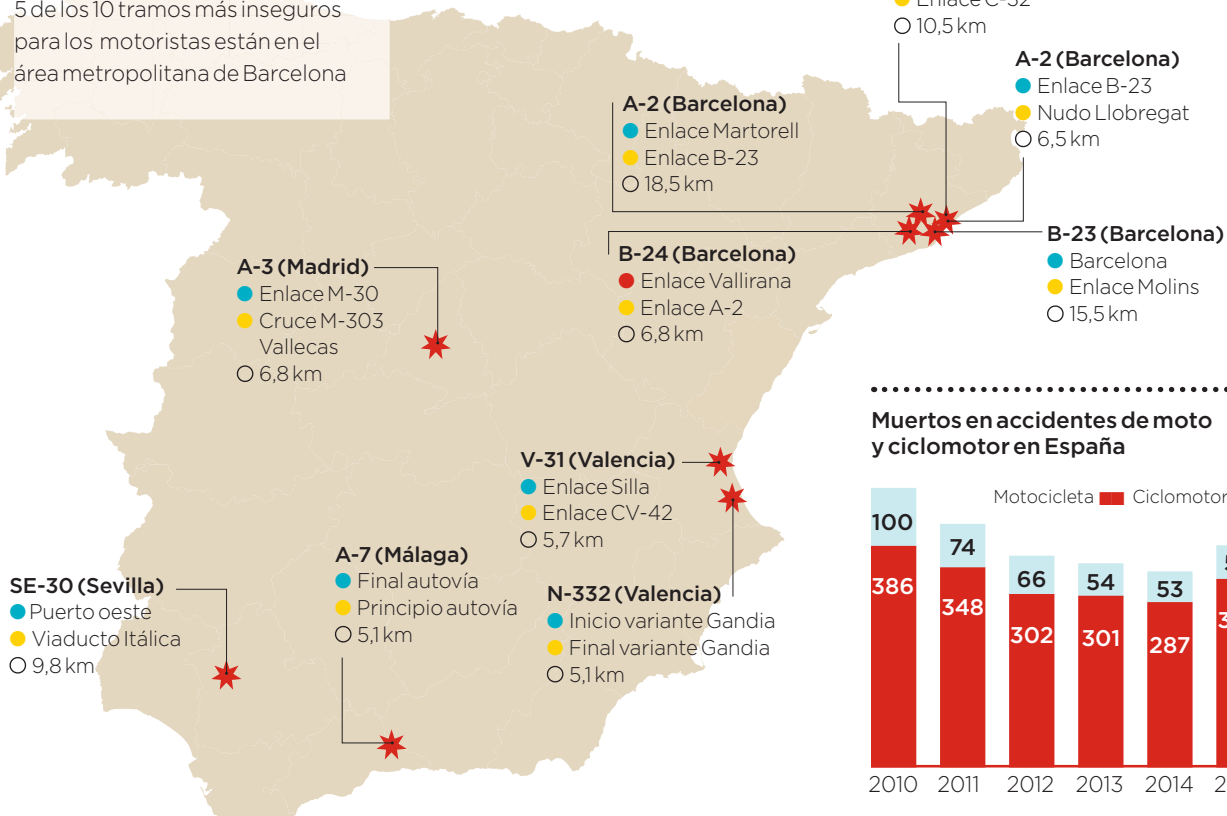 5 de los 10 tramos más inseguros
para los motoristas están en el
área metropolitana de Barcelona
Enlace C-32
10,5 km
A-2 (Barcelona)
Enlace B-23
Nudo Llobregat
6,5 km
A-2 (Barcelona)
Enlace Martorell
Enlace B-23
18,5 km
B-23 (Barcelona)
Barcelona
Enlace Molins
15,5 km
B-24 (Barcelona)
Enlace Vallirana
Enlace A-2
6,8 km
A-3 (Madrid)
Enlace M-30
Cruce M-303
Vallecas
6,8 km
V-31 (Valencia)
Enlace Silla
Enlace CV-42
5,7 km
A-7 (Málaga)
Final autovía
Principio autovía
5,1 km
N-332 (Valencia)
Inicio variante Gandia
Final variante Gandia
5,1 km
SE-30 (Sevilla)
Puerto oeste
Viaducto Itálica
9,8 km
Muertos en accidentes de moto
y ciclomotor en España
Motocicleta Ciclomotor
100 74 66 54 53
386 348 302 301 287
2010 2011 2012 2013 2014